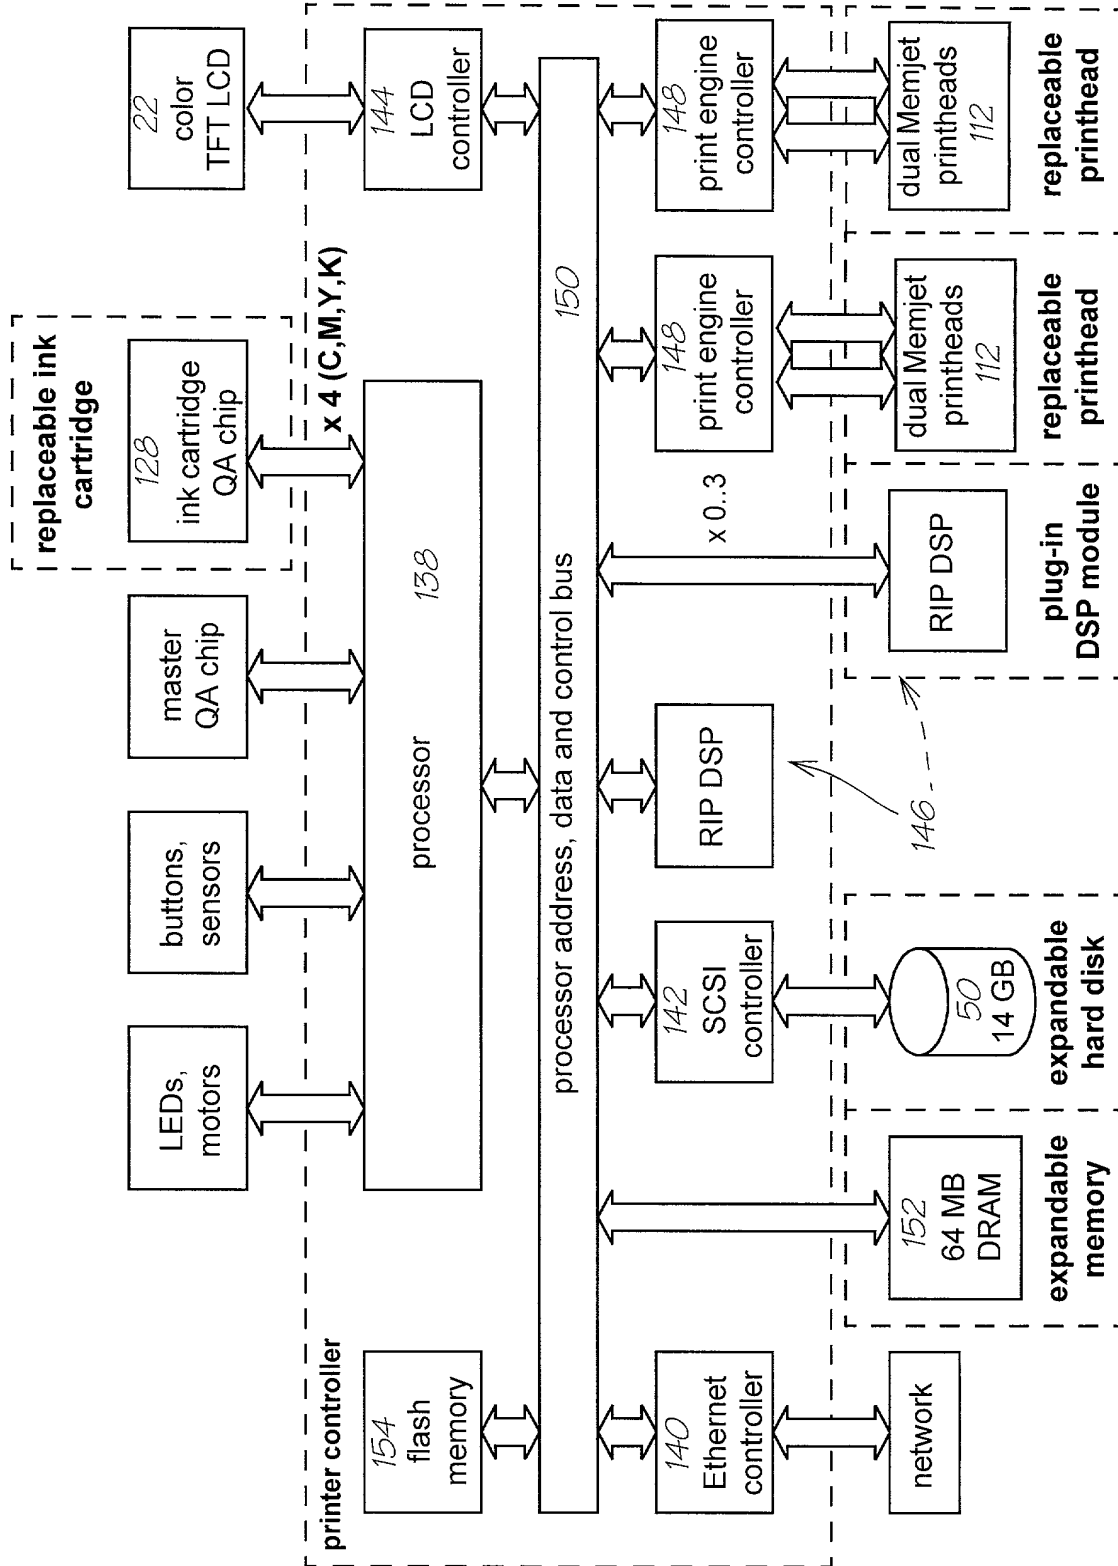 replaceable ink
cartridge
LEDs,
motors
buttons,
sensors
master
QA chip
128
ink cartridge
QA chip
22
color
TFT LCD
x 4 (C,M,Y,K)
printer controller
154
flash
memory
processor
138
144
LCD
controller
processor address, data and control bus
150
140
Ethernet
controller
142
SCSI
controller
RIP DSP
x 0..3
148
print engine
controller
148
print engine
controller
146
network
152
64 MB
DRAM
50
14 GB
RIP DSP
dual Memjet
printheads
112
dual Memjet
printheads
112
expandable
memory
expandable
hard disk
plug-in
DSP module
replaceable
printhead
replaceable
printhead